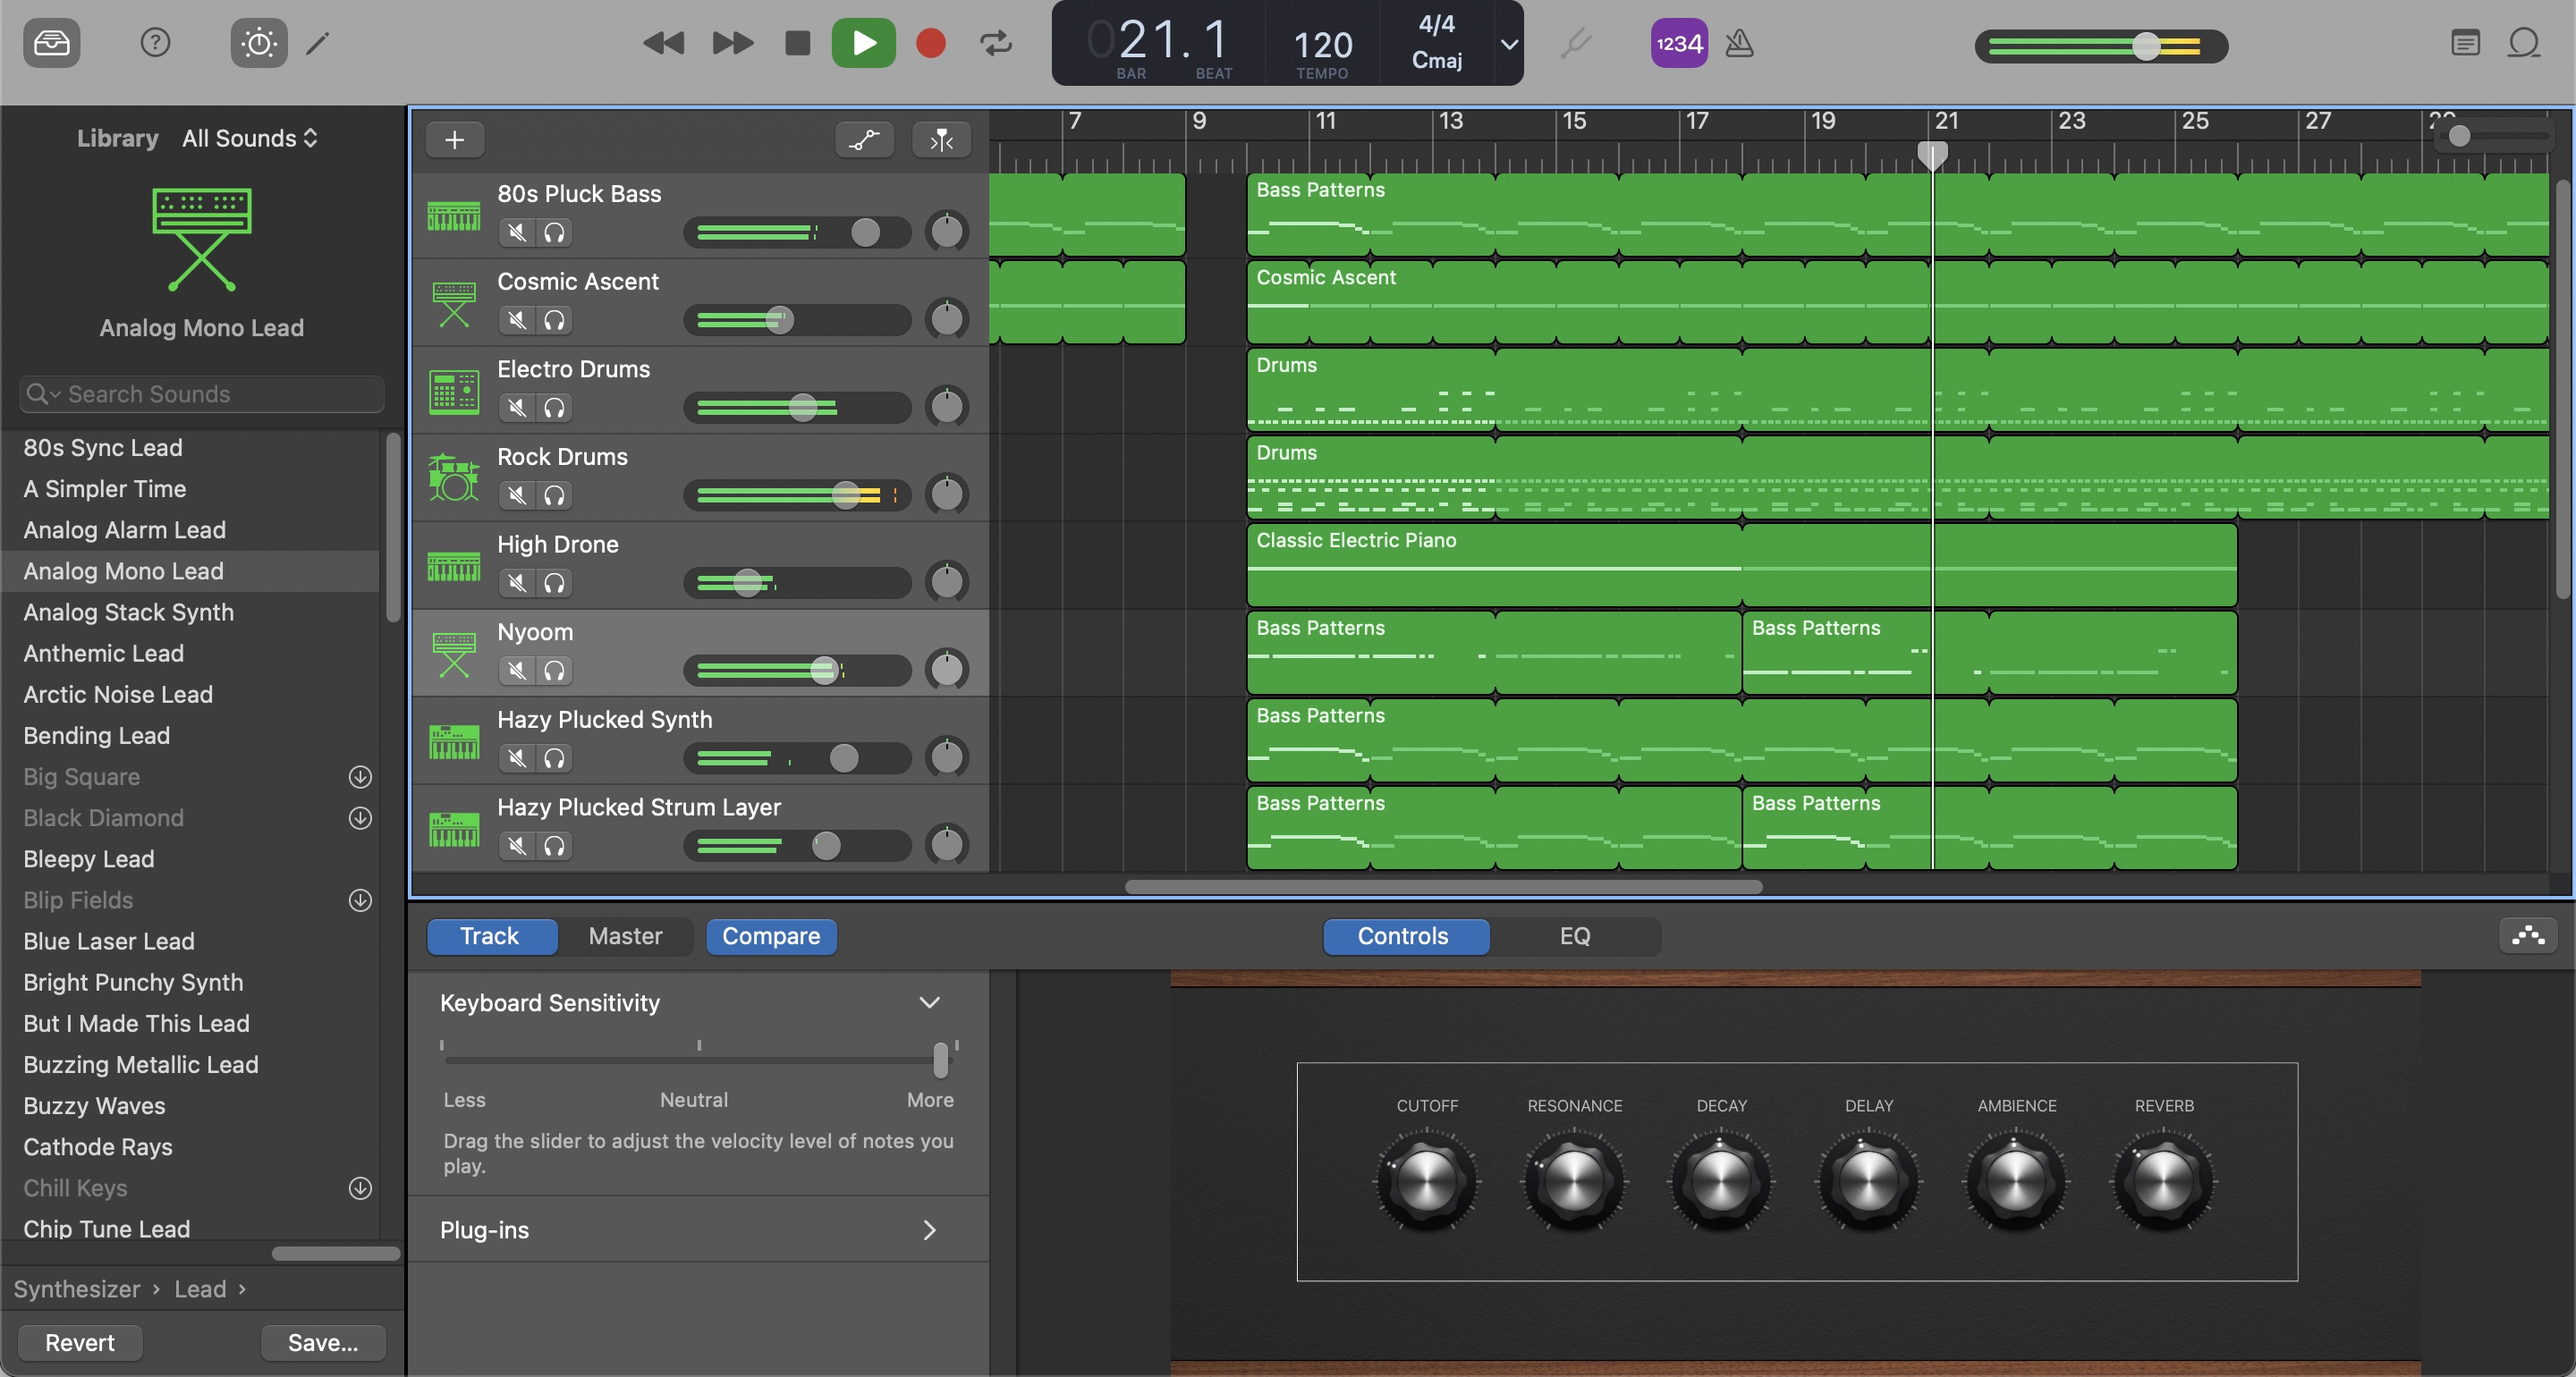 021.1
BAR
BEAT
120
TEMPO
4/4
Cmaj
1234
Library
All Sounds
Analog Mono Lead
Search Sounds
80s Sync Lead
A Simpler Time
Analog Alarm Lead
Analog Mono Lead
Analog Stack Synth
Anthemic Lead
Arctic Noise Lead
Bending Lead
Big Square
Black Diamond
Bleepy Lead
Blip Fields
Blue Laser Lead
Bright Punchy Synth
But I Made This Lead
Buzzing Metallic Lead
Buzzy Waves
Cathode Rays
Chill Keys
Chip Tune Lead
Synthesizer › Lead ›
Revert
Save...
7 9 11 13 15 17 19 21 23 25 27
80s Pluck Bass
Bass Patterns
Cosmic Ascent
Cosmic Ascent
Electro Drums
Drums
Rock Drums
Drums
High Drone
Classic Electric Piano
Nyoom
Bass Patterns
Bass Patterns
Hazy Plucked Synth
Bass Patterns
Hazy Plucked Strum Layer
Bass Patterns
Bass Patterns
Track
Master
Compare
Controls
EQ
Keyboard Sensitivity
Less
Neutral
More
Drag the slider to adjust the velocity level of notes you
play.
Plug-ins
CUTOFF
RESONANCE
DECAY
DELAY
AMBIENCE
REVERB